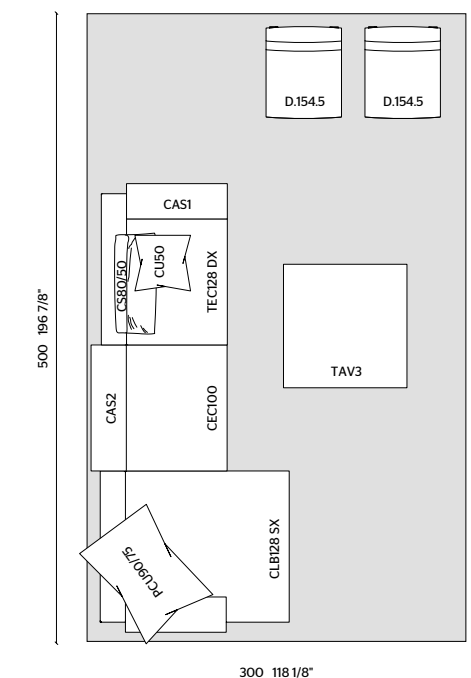 D.154.5
D.154.5
CAS1
CS80/50
CU50
TEC128 DX
500 196 7/8"
TAV3
CAS2
CEC100
CLB128 SX
PCU90/75
300 118 1/8"